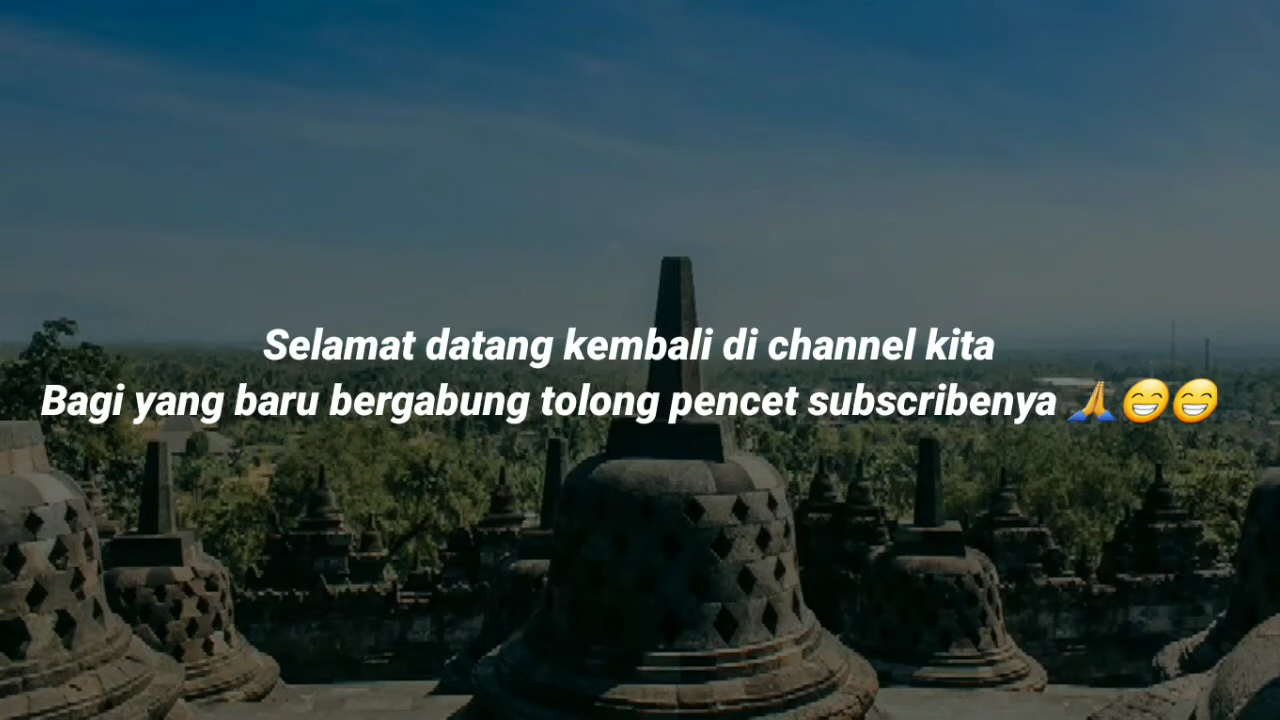 Selamat datang kembali di channel kita
Bagi yang baru bergabung tolong pencet subscribenya 🙏😁😁